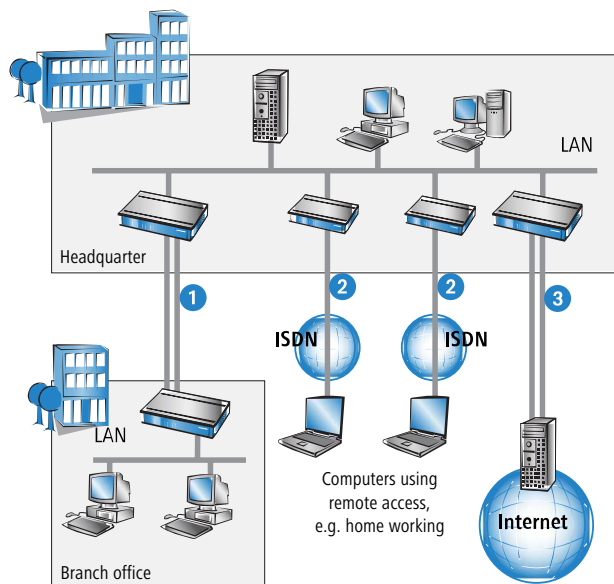 LAN
Headquarter
1
2
2
3
ISDN
ISDN
LAN
Computers using
remote access,
e.g. home working
Internet
Branch office